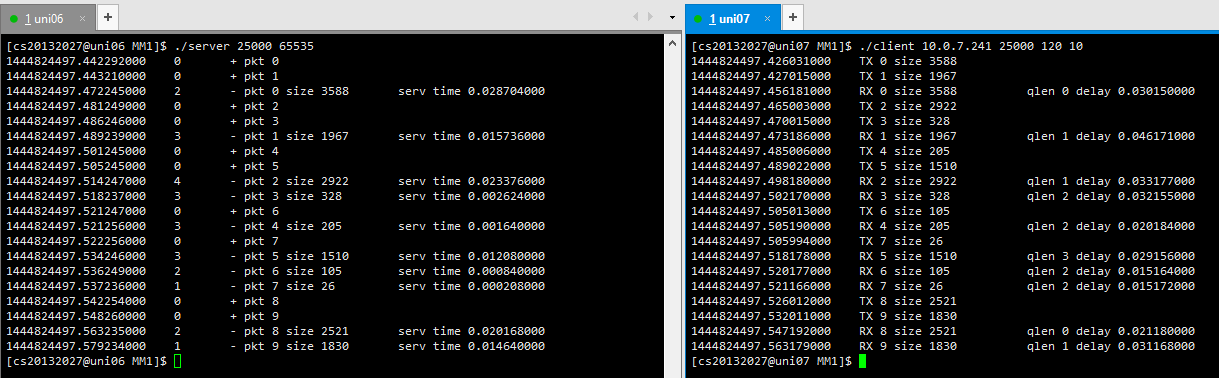 1 uni06 × +
[cs20132027@uni06 MM1]$ ./server 25000 65535
1444824497.442292000 0 + pkt 0
1444824497.443210000 0 + pkt 1
1444824497.472245000 2 - pkt 0 size 3588 serv time 0.028704000
1444824497.481249000 0 + pkt 2
1444824497.486246000 0 + pkt 3
1444824497.489239000 3 - pkt 1 size 1967 serv time 0.015736000
1444824497.501245000 0 + pkt 4
1444824497.505245000 0 + pkt 5
1444824497.514247000 4 - pkt 2 size 2922 serv time 0.023376000
1444824497.518237000 3 - pkt 3 size 328 serv time 0.002624000
1444824497.521247000 0 + pkt 6
1444824497.521256000 3 - pkt 4 size 205 serv time 0.001640000
1444824497.522256000 0 + pkt 7
1444824497.534246000 3 - pkt 5 size 1510 serv time 0.012080000
1444824497.536249000 2 - pkt 6 size 105 serv time 0.000840000
1444824497.537236000 1 - pkt 7 size 26 serv time 0.000208000
1444824497.542254000 0 + pkt 8
1444824497.548260000 0 + pkt 9
1444824497.563235000 2 - pkt 8 size 2521 serv time 0.020168000
1444824497.579234000 1 - pkt 9 size 1830 serv time 0.014640000
[cs20132027@uni06 MM1]$
1 uni07 × +
[cs20132027@uni07 MM1]$ ./client 10.0.7.241 25000 120 10
1444824497.426031000 TX 0 size 3588
1444824497.427015000 TX 1 size 1967
1444824497.456181000 RX 0 size 3588 qlen 0 delay 0.030150000
1444824497.465003000 TX 2 size 2922
1444824497.470015000 TX 3 size 328
1444824497.473186000 RX 1 size 1967 qlen 1 delay 0.046171000
1444824497.485006000 TX 4 size 205
1444824497.489022000 TX 5 size 1510
1444824497.498180000 RX 2 size 2922 qlen 1 delay 0.033177000
1444824497.502170000 RX 3 size 328 qlen 2 delay 0.032155000
1444824497.505013000 TX 6 size 105
1444824497.505190000 RX 4 size 205 qlen 2 delay 0.020184000
1444824497.505994000 TX 7 size 26
1444824497.518178000 RX 5 size 1510 qlen 3 delay 0.029156000
1444824497.520177000 RX 6 size 105 qlen 2 delay 0.015164000
1444824497.521166000 RX 7 size 26 qlen 2 delay 0.015172000
1444824497.526012000 TX 8 size 2521
1444824497.532011000 TX 9 size 1830
1444824497.547192000 RX 8 size 2521 qlen 0 delay 0.021180000
1444824497.563179000 RX 9 size 1830 qlen 1 delay 0.031168000
[cs20132027@uni07 MM1]$